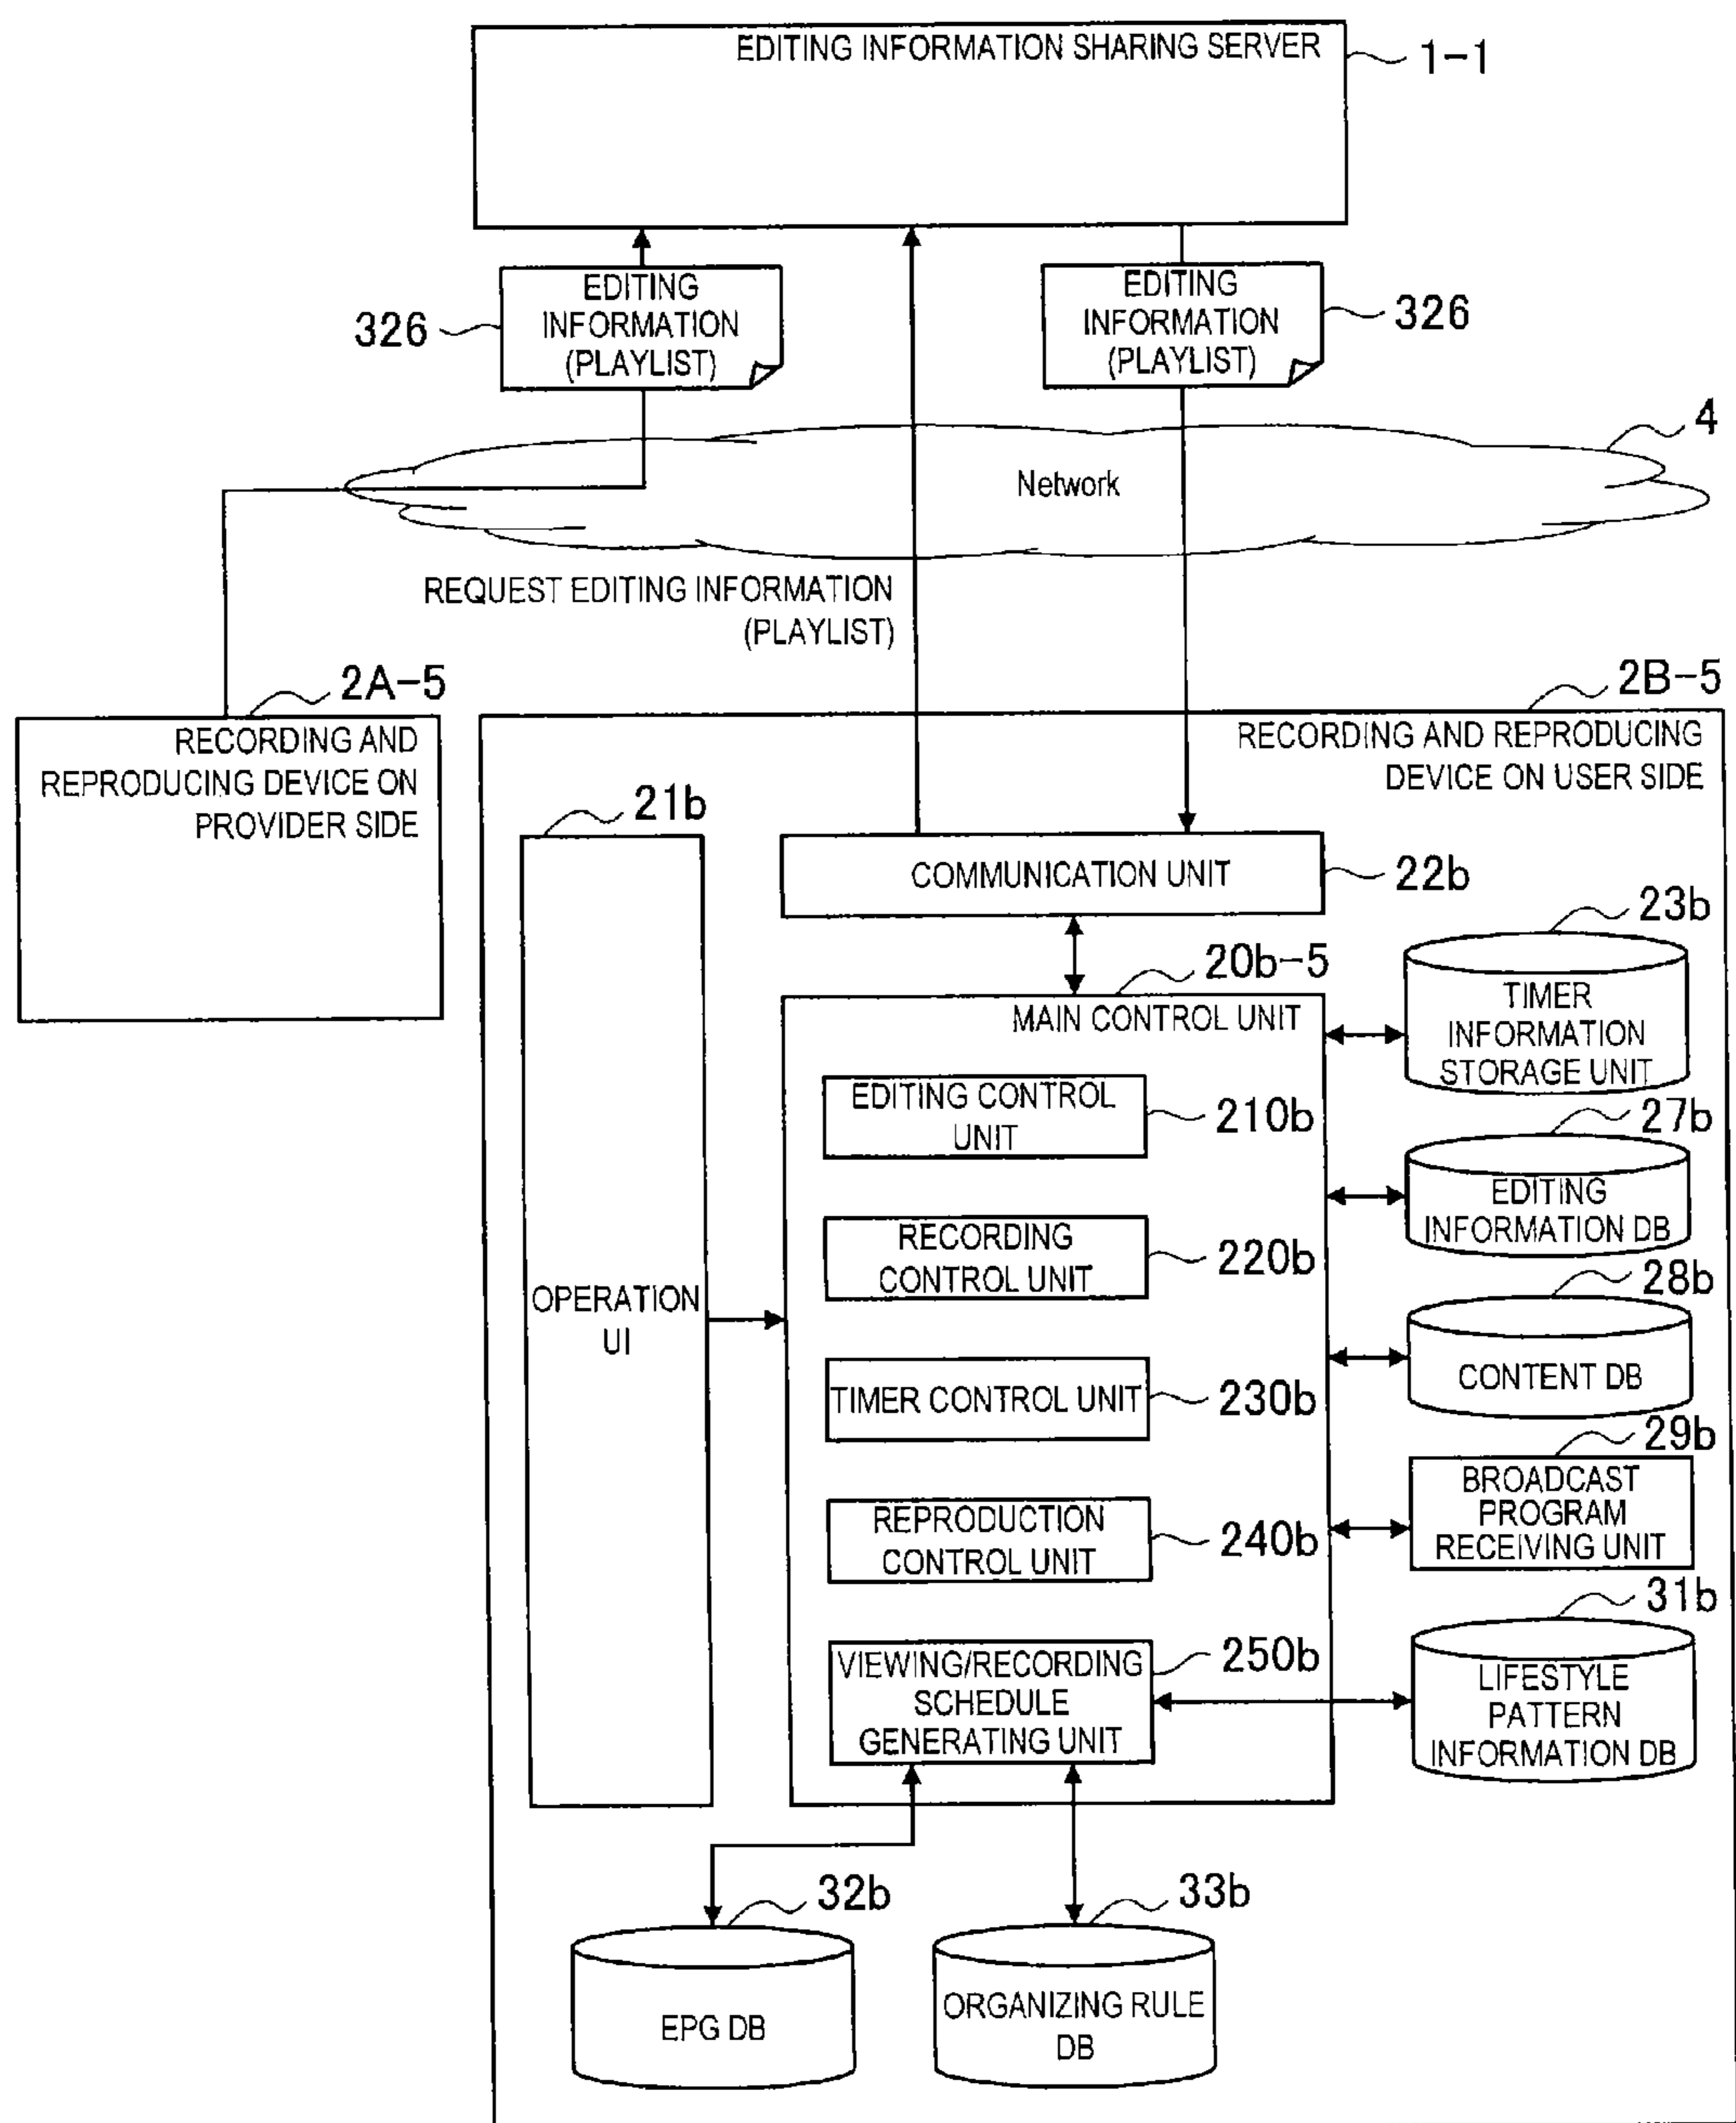 EDITING INFORMATION SHARING SERVER
1-1
EDITING
INFORMATION
(PLAYLIST)
326
EDITING
INFORMATION
(PLAYLIST)
326
4
Network
REQUEST EDITING INFORMATION
(PLAYLIST)
2A-5
RECORDING AND
REPRODUCING DEVICE ON
PROVIDER SIDE
2B-5
RECORDING AND REPRODUCING
DEVICE ON USER SIDE
21b
OPERATION
UI
COMMUNICATION UNIT
22b
20b-5
MAIN CONTROL UNIT
EDITING CONTROL
UNIT
210b
RECORDING
CONTROL UNIT
220b
TIMER CONTROL UNIT
230b
REPRODUCTION
CONTROL UNIT
240b
VIEWING/RECORDING
SCHEDULE
GENERATING UNIT
250b
23b
TIMER
INFORMATION
STORAGE UNIT
27b
EDITING
INFORMATION DB
28b
CONTENT DB
29b
BROADCAST
PROGRAM
RECEIVING UNIT
31b
LIFESTYLE
PATTERN
INFORMATION DB
32b
EPG DB
33b
ORGANIZING RULE
DB